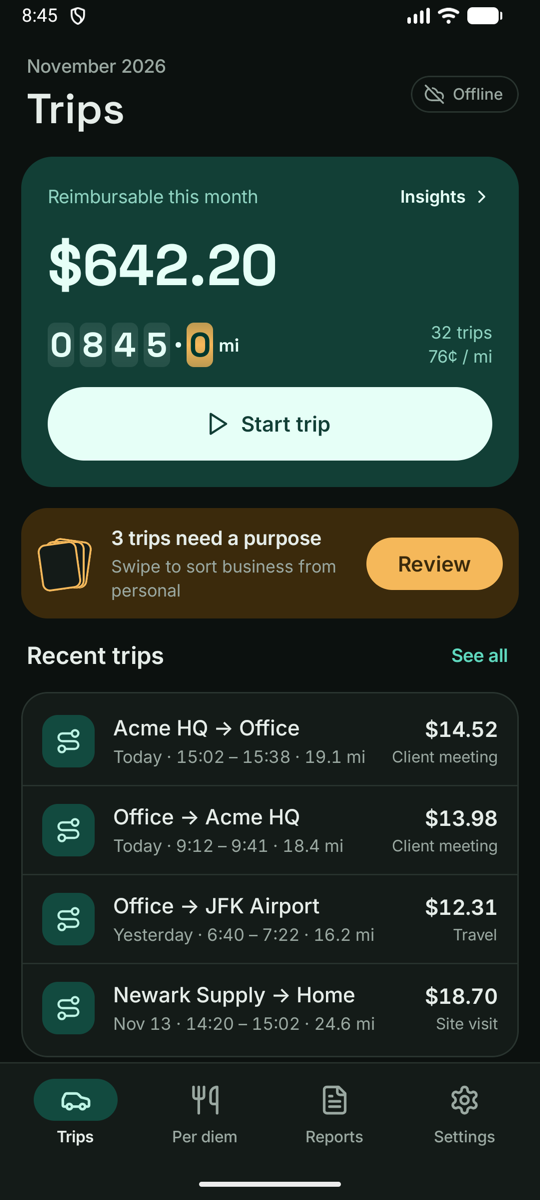 8:45
November 2026
Trips
Offline
Reimbursable this month
Insights
$642.20
0845·0 mi
32 trips
76¢ / mi
Start trip
3 trips need a purpose
Swipe to sort business from
personal
Review
Recent trips
See all
Acme HQ → Office
$14.52
Today · 15:02 – 15:38 · 19.1 mi
Client meeting
Office → Acme HQ
$13.98
Today · 9:12 – 9:41 · 18.4 mi
Client meeting
Office → JFK Airport
$12.31
Yesterday · 6:40 – 7:22 · 16.2 mi
Travel
Newark Supply → Home
$18.70
Nov 13 · 14:20 – 15:02 · 24.6 mi
Site visit
Trips
Per diem
Reports
Settings